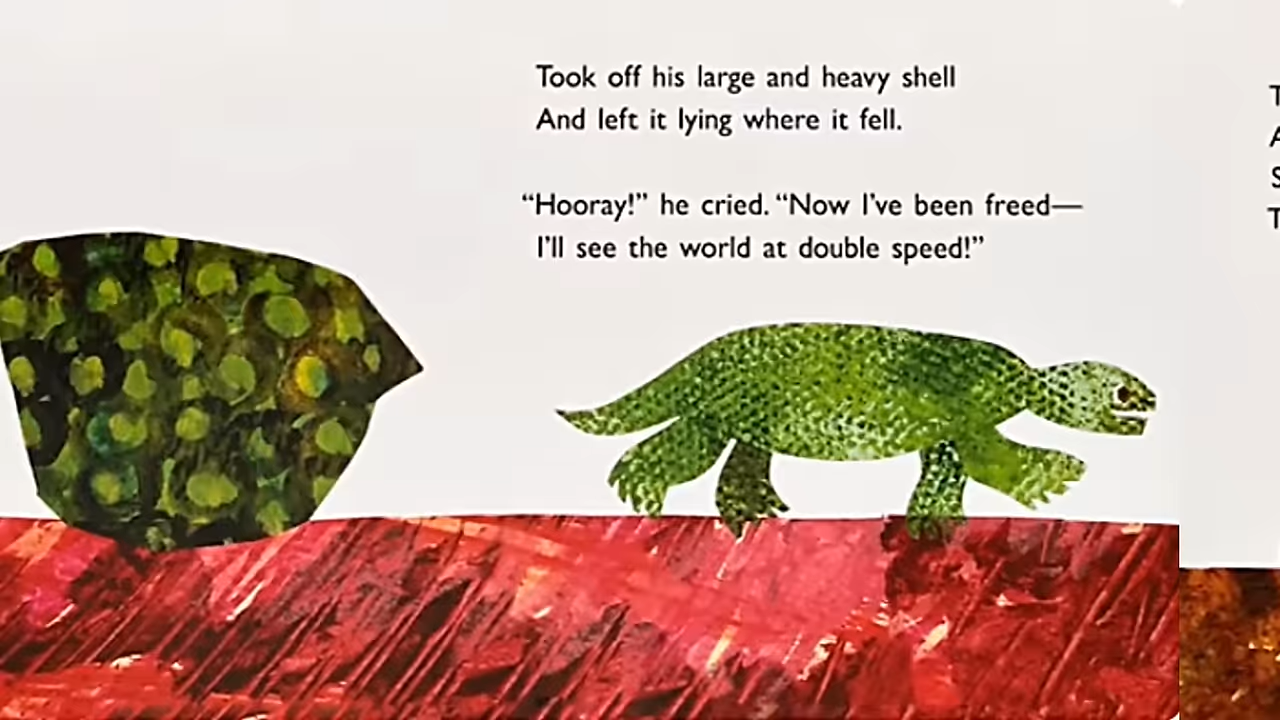 Took off his large and heavy shell
And left it lying where it fell.
“Hooray!” he cried. “Now I’ve been freed—
I’ll see the world at double speed!”